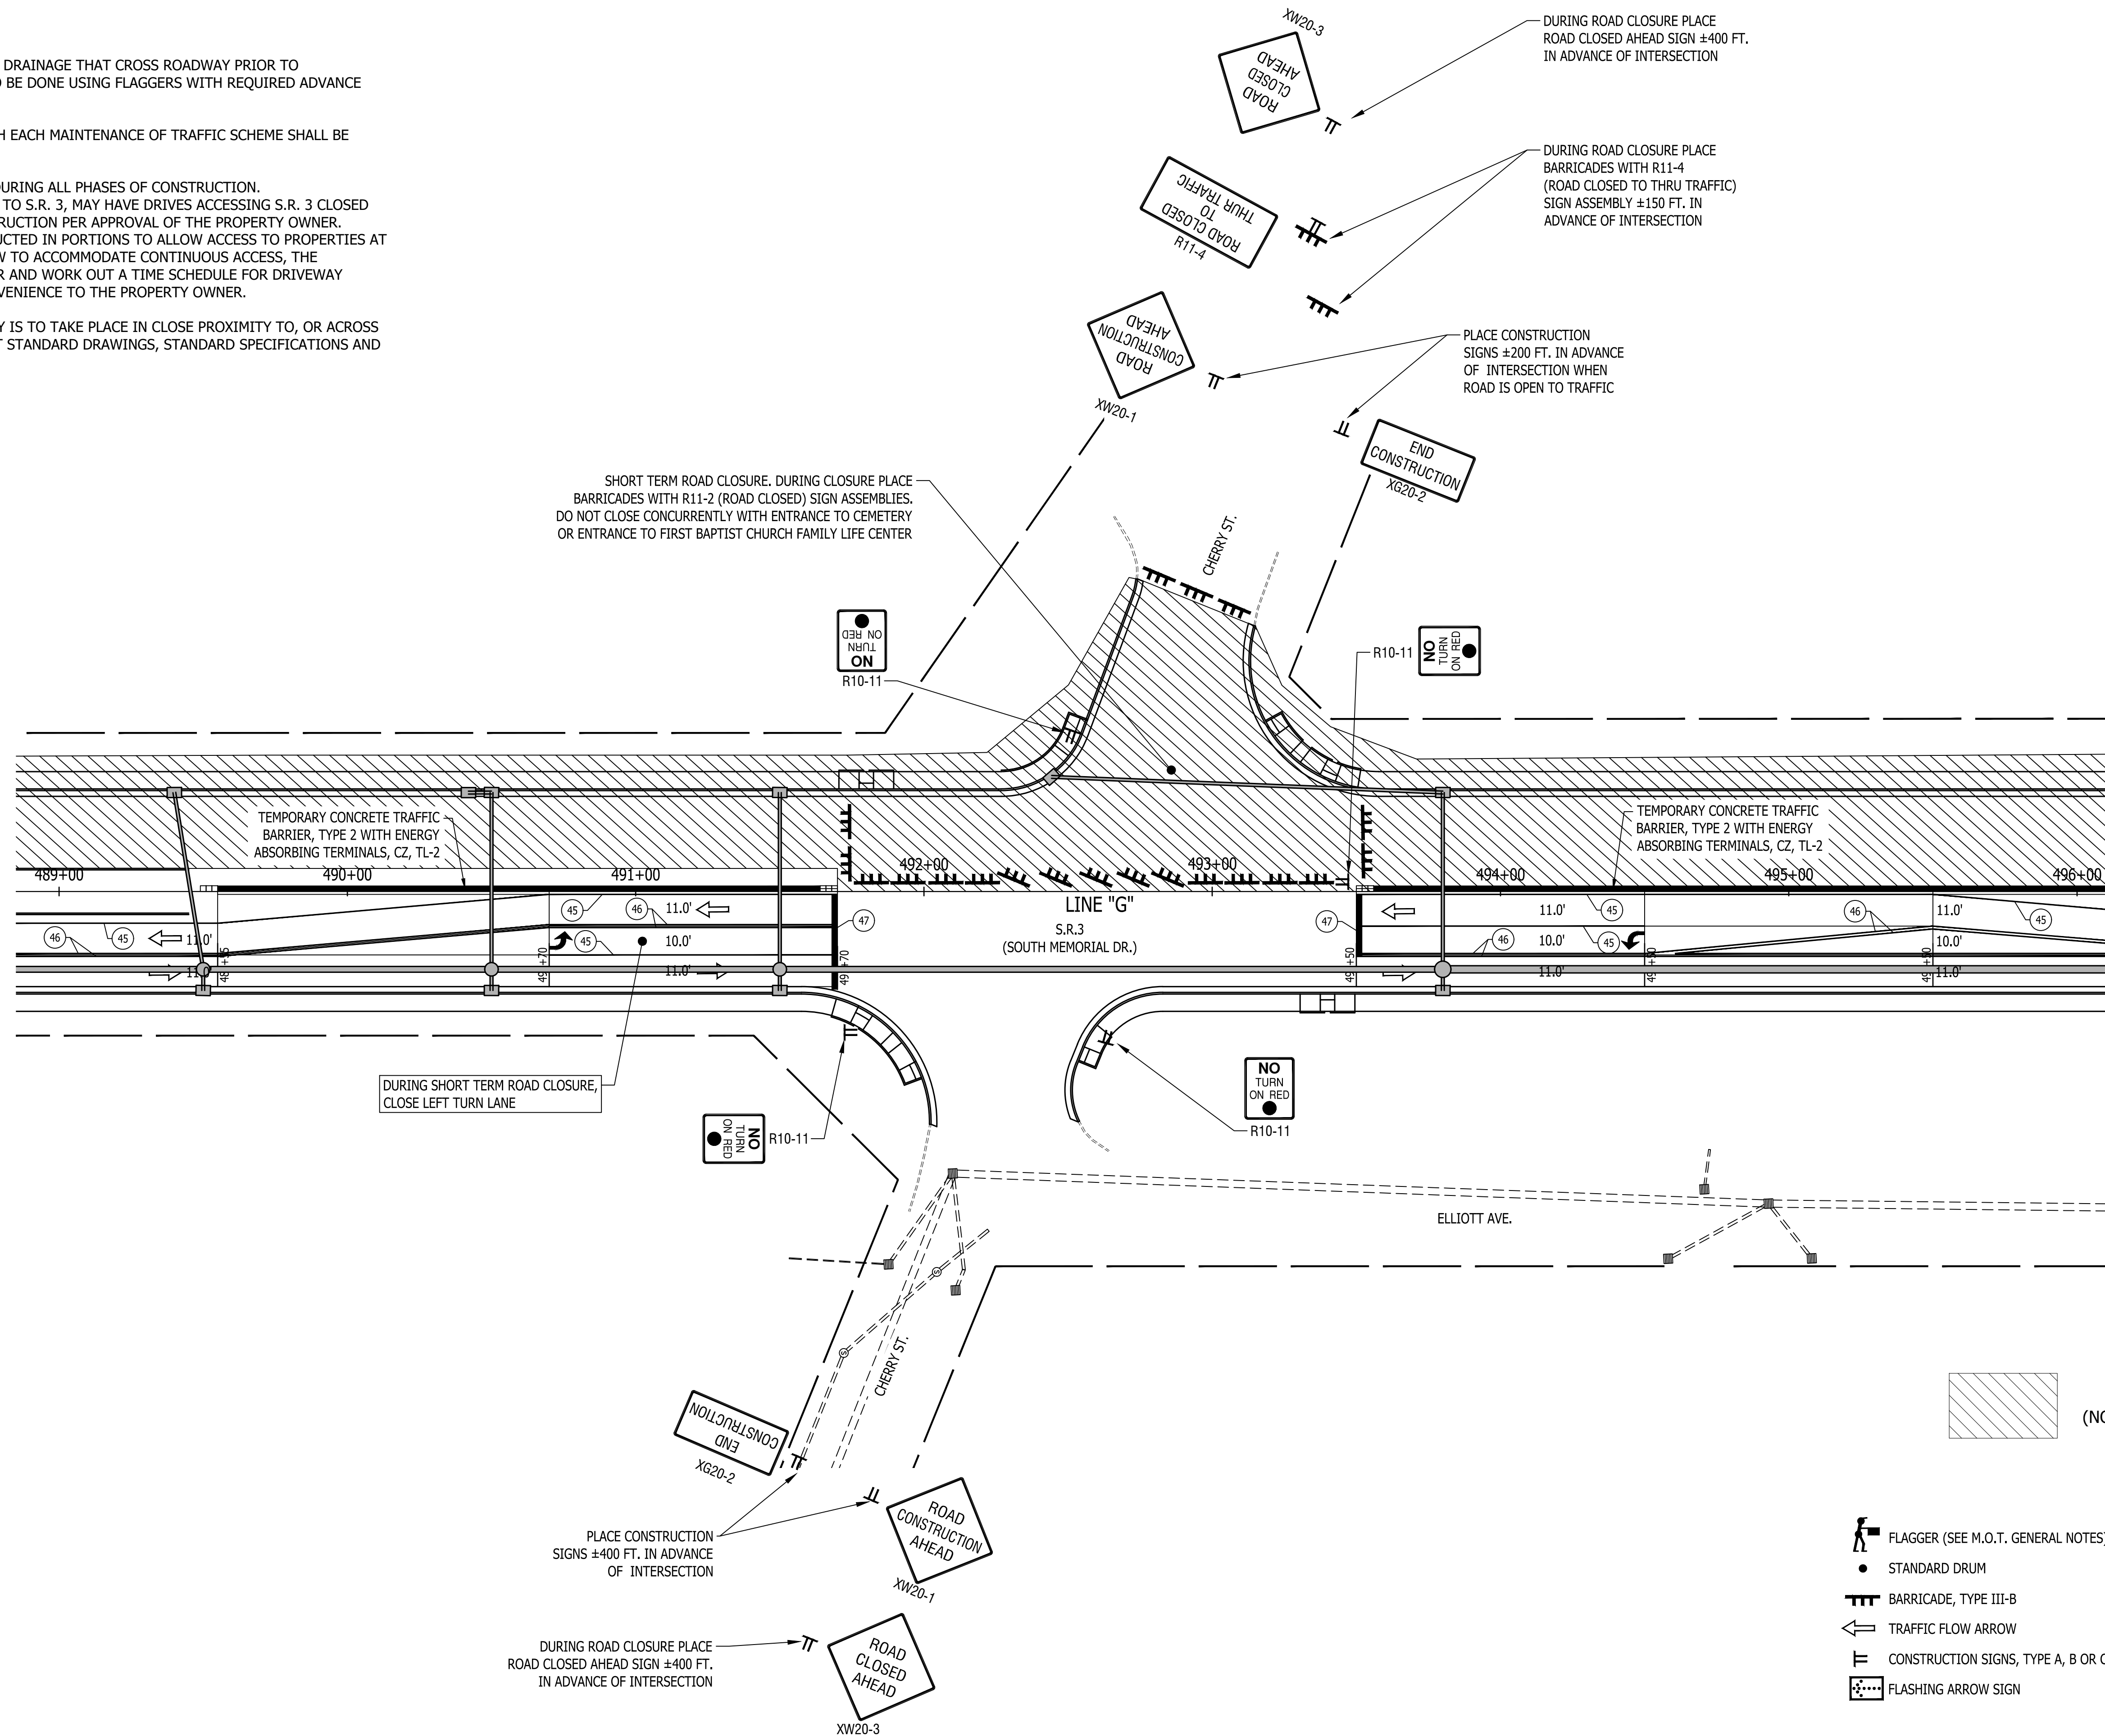 DRAINAGE THAT CROSS ROADWAY PRIOR TO
BE DONE USING FLAGGERS WITH REQUIRED ADVANCE
EACH MAINTENANCE OF TRAFFIC SCHEME SHALL BE
DURING ALL PHASES OF CONSTRUCTION.
TO S.R. 3, MAY HAVE DRIVES ACCESSING S.R. 3 CLOSED
RUCTION PER APPROVAL OF THE PROPERTY OWNER.
UCTED IN PORTIONS TO ALLOW ACCESS TO PROPERTIES AT
TO ACCOMMODATE CONTINUOUS ACCESS, THE
AND WORK OUT A TIME SCHEDULE FOR DRIVEWAY
VENIENCE TO THE PROPERTY OWNER.
Y IS TO TAKE PLACE IN CLOSE PROXIMITY TO, OR ACROSS
STANDARD DRAWINGS, STANDARD SPECIFICATIONS AND
XW20-3
ROAD
CLOSED
AHEAD
DURING ROAD CLOSURE PLACE
ROAD CLOSED AHEAD SIGN ±400 FT.
IN ADVANCE OF INTERSECTION
ROAD CLOSED
TO
THUR TRAFFIC
R11-4
DURING ROAD CLOSURE PLACE
BARRICADES WITH R11-4
(ROAD CLOSED TO THRU TRAFFIC)
SIGN ASSEMBLY ±150 FT. IN
ADVANCE OF INTERSECTION
ROAD
CONSTRUCTION
AHEAD
XW20-1
PLACE CONSTRUCTION
SIGNS ±200 FT. IN ADVANCE
OF INTERSECTION WHEN
ROAD IS OPEN TO TRAFFIC
END
CONSTRUCTION
XG20-2
SHORT TERM ROAD CLOSURE. DURING CLOSURE PLACE
BARRICADES WITH R11-2 (ROAD CLOSED) SIGN ASSEMBLIES.
DO NOT CLOSE CONCURRENTLY WITH ENTRANCE TO CEMETERY
OR ENTRANCE TO FIRST BAPTIST CHURCH FAMILY LIFE CENTER
CHERRY ST.
NO
TURN
ON RED
R10-11
R10-11
NO
TURN
ON RED
TEMPORARY CONCRETE TRAFFIC
BARRIER, TYPE 2 WITH ENERGY
ABSORBING TERMINALS, CZ, TL-2
TEMPORARY CONCRETE TRAFFIC
BARRIER, TYPE 2 WITH ENERGY
ABSORBING TERMINALS, CZ, TL-2
489+00
490+00
491+00
492+00
493+00
494+00
495+00
496+00
LINE "G"
S.R.3
(SOUTH MEMORIAL DR.)
45
46
11.0'
47
47
11.0'
45
46
11.0'
45
46
45
11.0'
45
10.0'
46
10.0'
45
10.0'
11.0'
11.0'
11.0'
11.0'
+70
+70
+50
+50
+50
DURING SHORT TERM ROAD CLOSURE,
CLOSE LEFT TURN LANE
NO
TURN
ON RED
R10-11
NO
TURN
ON RED
R10-11
ELLIOTT AVE.
S
S
CHERRY ST.
END
CONSTRUCTION
XG20-2
PLACE CONSTRUCTION
SIGNS ±400 FT. IN ADVANCE
OF INTERSECTION
ROAD
CONSTRUCTION
AHEAD
XW20-1
DURING ROAD CLOSURE PLACE
ROAD CLOSED AHEAD SIGN ±400 FT.
IN ADVANCE OF INTERSECTION
ROAD
CLOSED
AHEAD
XW20-3
(NO
FLAGGER (SEE M.O.T. GENERAL NOTES)
STANDARD DRUM
BARRICADE, TYPE III-B
TRAFFIC FLOW ARROW
CONSTRUCTION SIGNS, TYPE A, B OR C
FLASHING ARROW SIGN